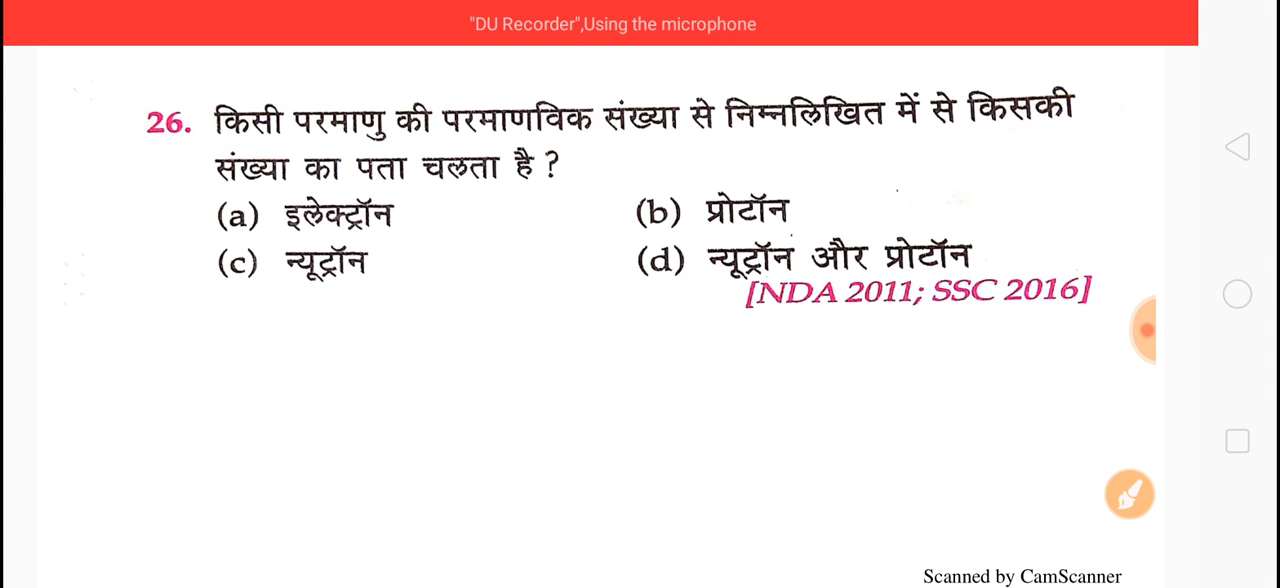 "DU Recorder",Using the microphone
26. किसी परमाणु की परमाणविक संख्या से निम्नलिखित में से किसकी
संख्या का पता चलता है ?
(a) इलेक्ट्रॉन (b) प्रोटॉन
(c) न्यूट्रॉन (d) न्यूट्रॉन और प्रोटॉन
[NDA 2011; SSC 2016]
Scanned by CamScanner